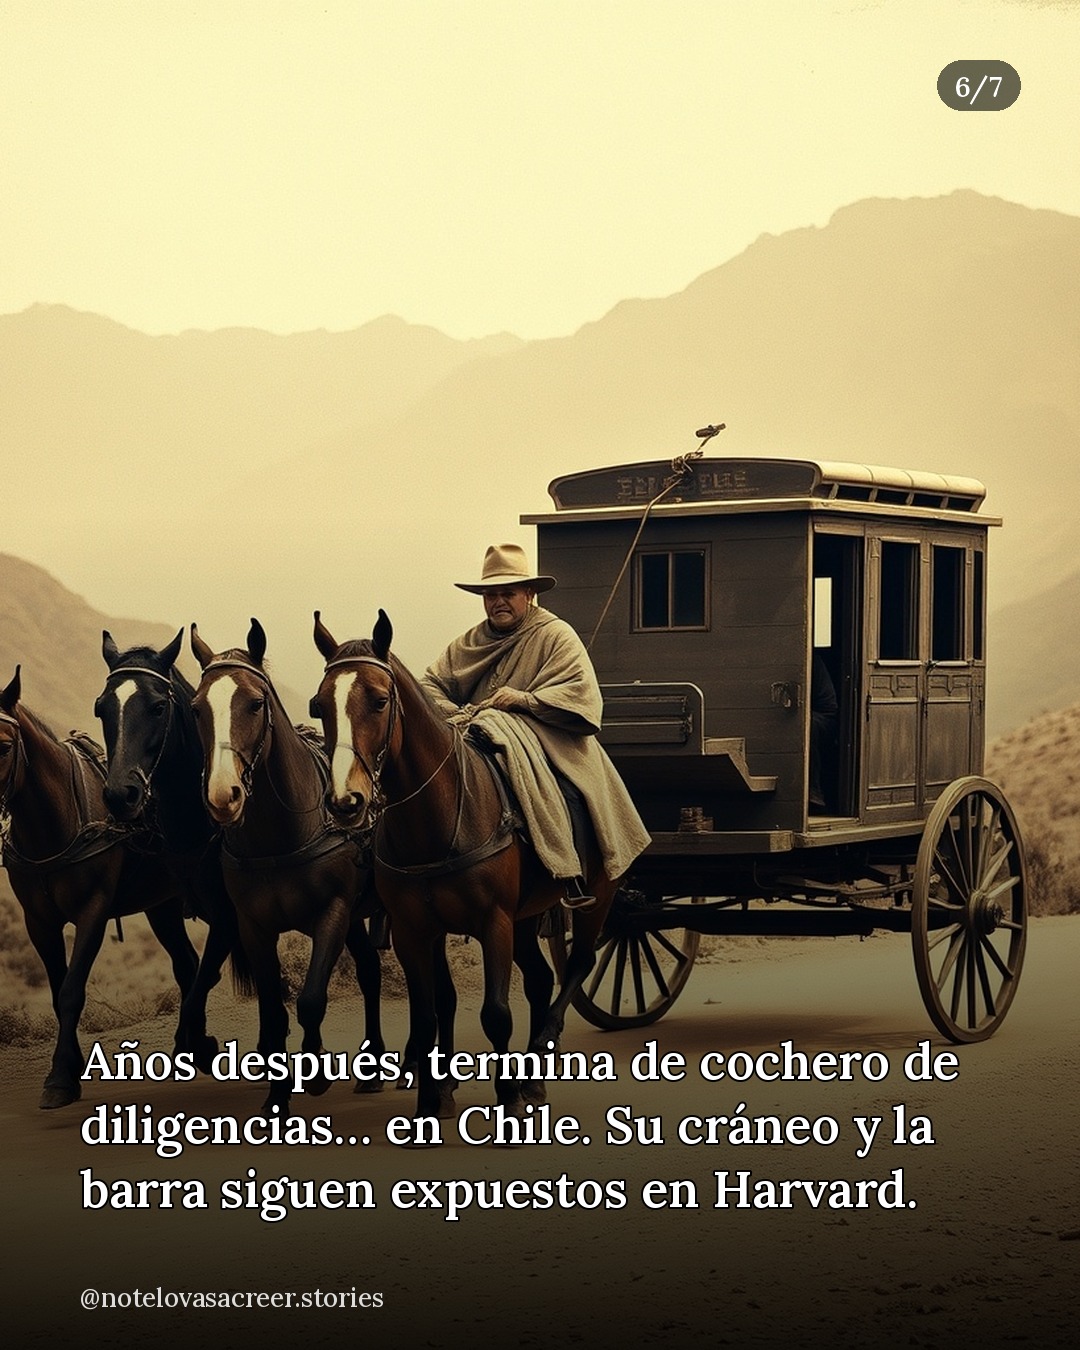 6/7
Años después, termina de cochero de
diligencias... en Chile. Su cráneo y la
barra siguen expuestos en Harvard.
@notelovasacreer.stories